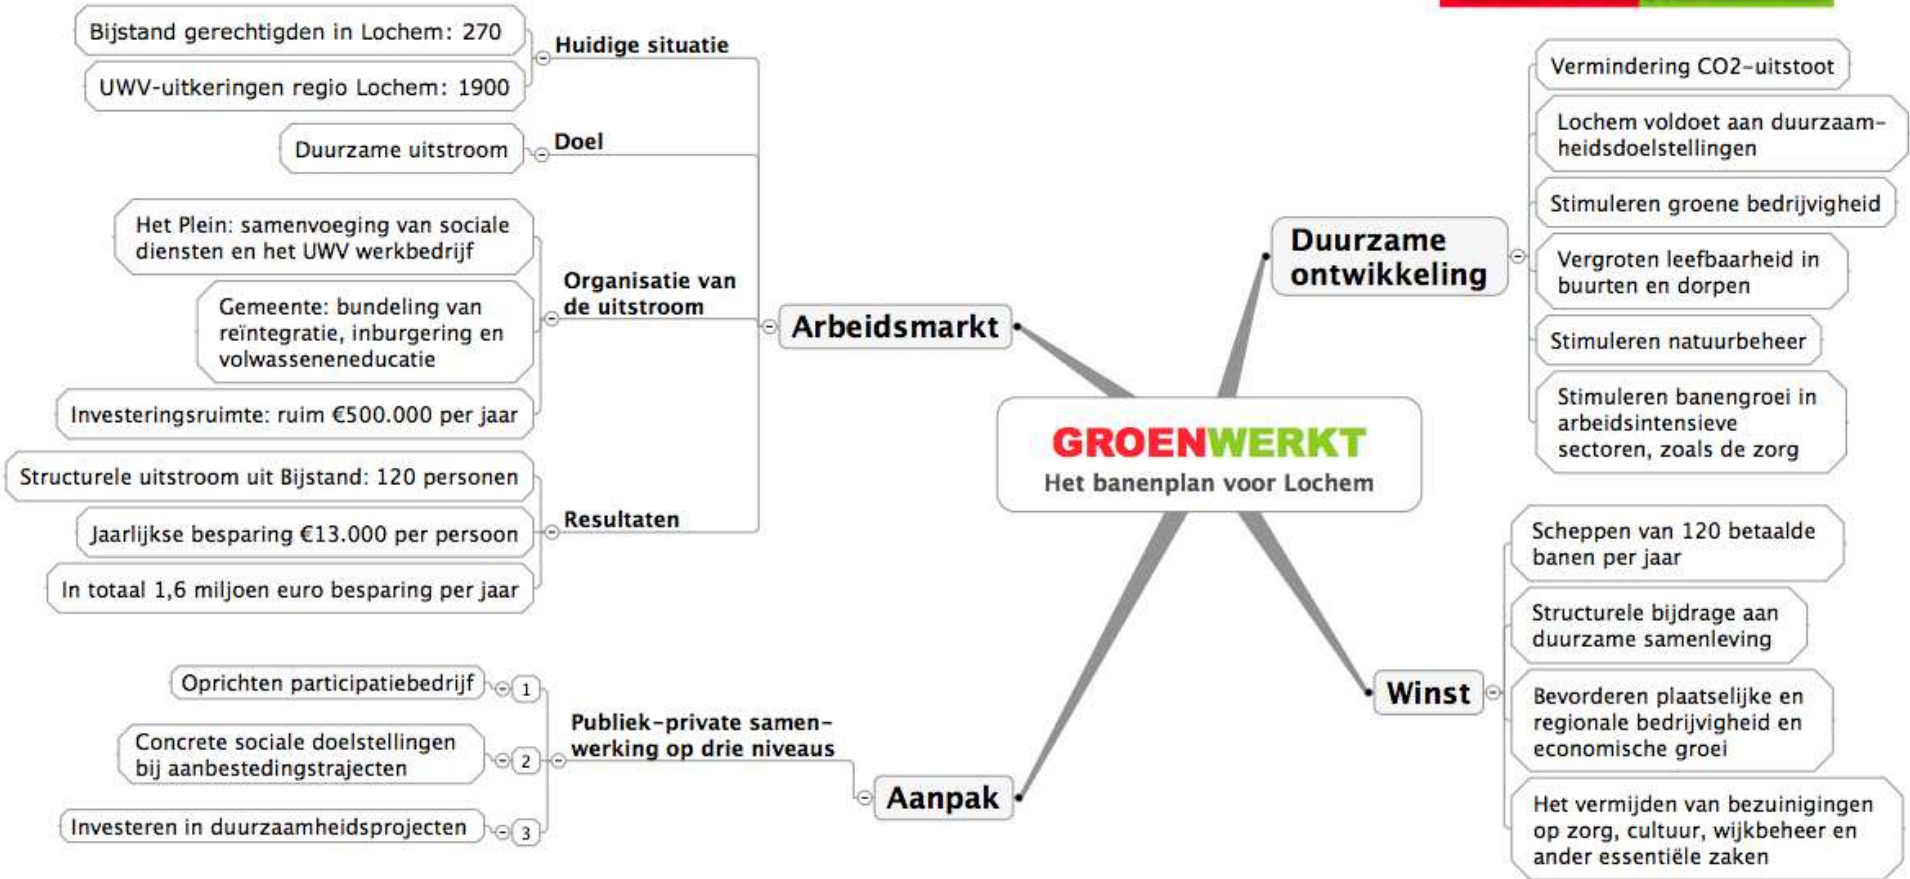 GROENWERKT
Het banenplan voor Lochem
Arbeidsmarkt
Huidige situatie
Bijstand gerechtigden in Lochem: 270
UWV-uitkeringen regio Lochem: 1900
Doel
Duurzame uitstroom
Organisatie van
de uitstroom
Het Plein: samenvoeging van sociale
diensten en het UWV werkbedrijf
Gemeente: bundeling van
reïntegratie, inburgering en
volwasseneneducatie
Investeringsruimte: ruim €500.000 per jaar
Resultaten
Structurele uitstroom uit Bijstand: 120 personen
Jaarlijkse besparing €13.000 per persoon
In totaal 1,6 miljoen euro besparing per jaar
Aanpak
Publiek-private samen-
werking op drie niveaus
1
Oprichten participatiebedrijf
2
Concrete sociale doelstellingen
bij aanbestedingstrajecten
3
Investeren in duurzaamheidsprojecten
Duurzame
ontwikkeling
Vermindering CO2-uitstoot
Lochem voldoet aan duurzaam-
heidsdoelstellingen
Stimuleren groene bedrijvigheid
Vergroten leefbaarheid in
buurten en dorpen
Stimuleren natuurbeheer
Stimuleren banengroei in
arbeidsintensieve
sectoren, zoals de zorg
Winst
Scheppen van 120 betaalde
banen per jaar
Structurele bijdrage aan
duurzame samenleving
Bevorderen plaatselijke en
regionale bedrijvigheid en
economische groei
Het vermijden van bezuinigingen
op zorg, cultuur, wijkbeheer en
ander essentiële zaken